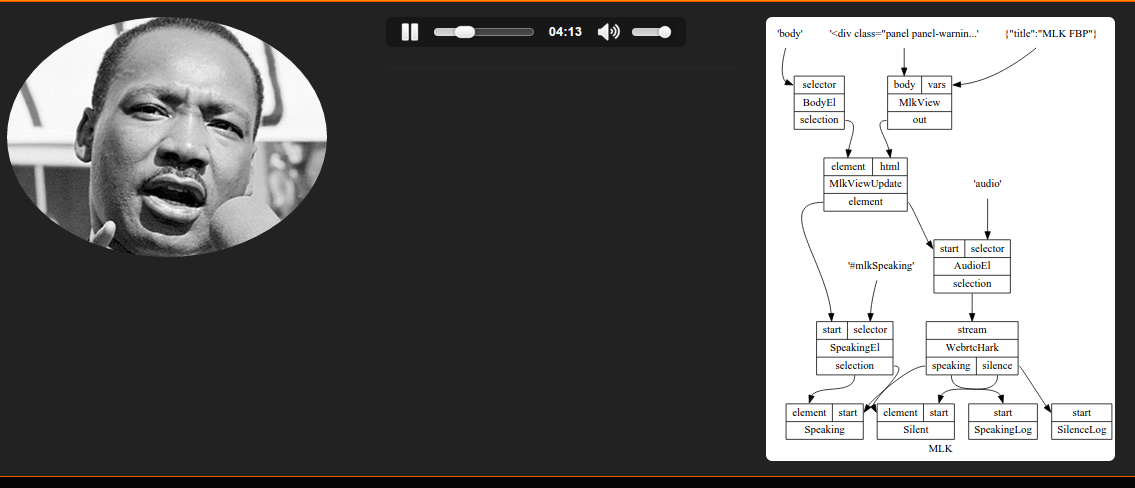 04:13
'body' '<div class="panel panel-warnin...' {"title":"MLK FBP"}
selector body vars
BodyEl MlkView
selection out
element html
MlkViewUpdate 'audio'
element
start selector
'#mlkSpeaking' AudioEl
selection
start selector stream
SpeakingEl WebrtcHark
selection speaking silence
element start element start start start
Speaking Silent SpeakingLog SilenceLog
MLK